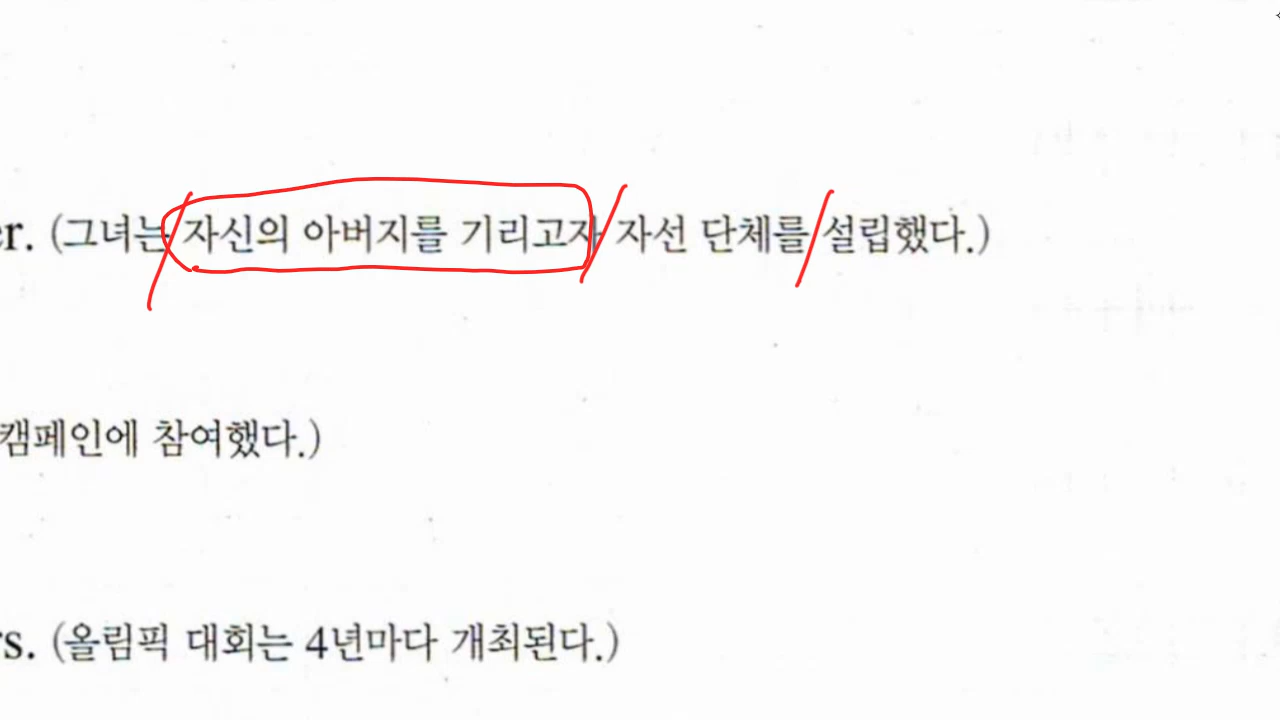 er. (그녀는 자신의 아버지를 기리고자 자선 단체를 설립했다.)
캠페인에 참여했다.)
rs. (올림픽 대회는 4년마다 개최된다.)